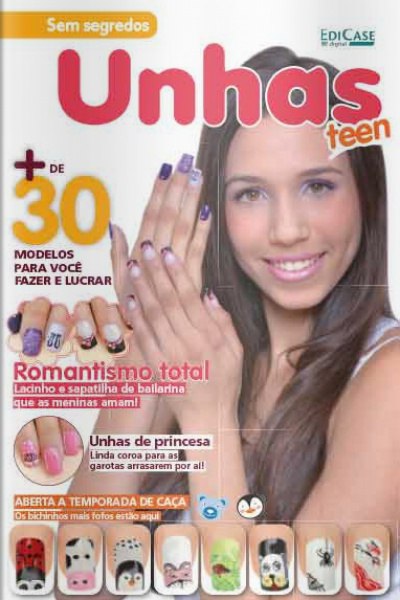 Sem segredos
EDICASE
digital
Unhas
teen
+ DE
30
MODELOS
PARA VOCÊ
FAZER E LUCRAR
Romantismo total
Lacinho e sapatilha de bailarina
que as meninas amam!
Unhas de princesa
Linda coroa para as
garotas arrasarem por aí!
ABERTA A TEMPORADA DE CAÇA
Os bichinhos mais fofos estão aqui